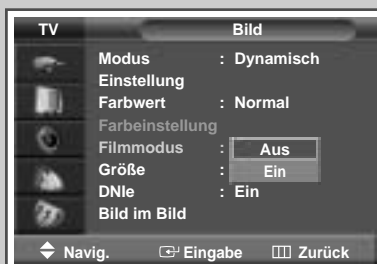 TV Bild
Modus : Dynamisch
Einstellung
Farbwert : Normal
Farbeinstellung
Filmmodus : Aus
Größe : Ein
DNIe : Ein
Bild im Bild
Navig. Eingabe Zurück